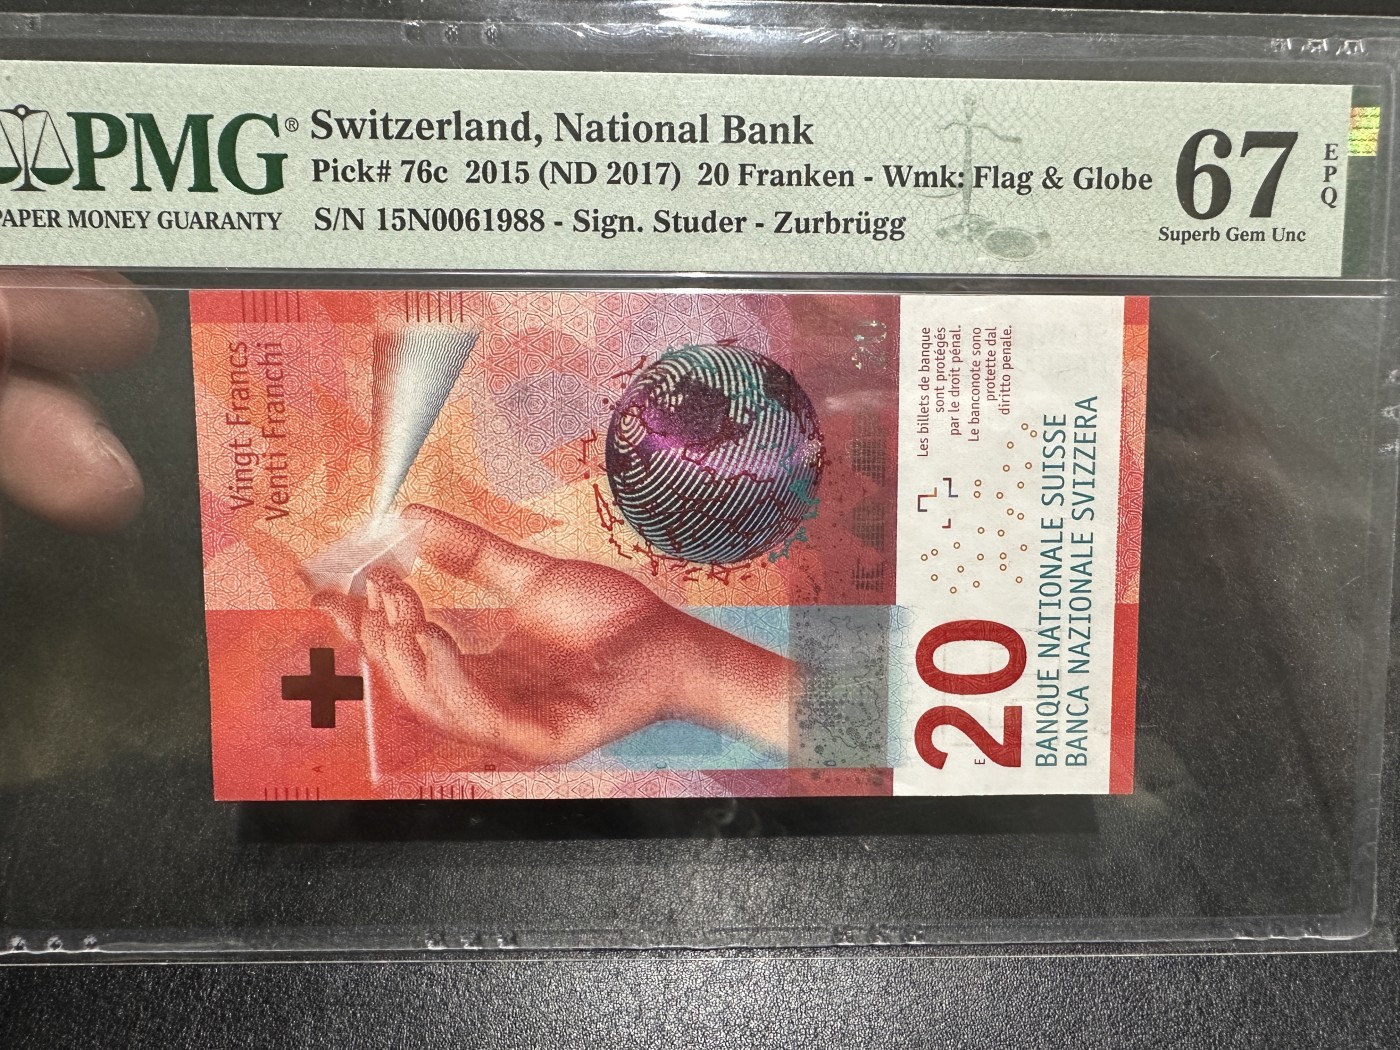 PMG®
PAPER MONEY GUARANTY
Switzerland, National Bank
Pick# 76c 2015 (ND 2017) 20 Franken - Wmk: Flag & Globe
S/N 15N0061988 - Sign. Studer - Zurbrügg
67
EPQ
Superb Gem Unc
Vingt Francs
Venti Franchi
Les billets de banque
sont protégés
par le droit pénal.
Le banconote sono
protette dal
diritto penale.
20
E
BANQUE NATIONALE SUISSE
BANCA NAZIONALE SVIZZERA